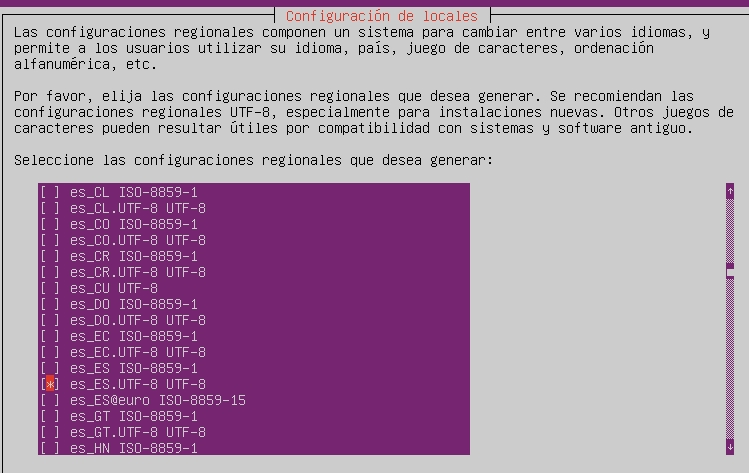 Configuración de locales
Las configuraciones regionales componen un sistema para cambiar entre varios idiomas, y
permite a los usuarios utilizar su idioma, país, juego de caracteres, ordenación
alfanumérica, etc.
Por favor, elija las configuraciones regionales que desea generar. Se recomiendan las
configuraciones regionales UTF-8, especialmente para instalaciones nuevas. Otros juegos de
caracteres pueden resultar útiles por compatibilidad con sistemas y software antiguo.
Seleccione las configuraciones regionales que desea generar:
[ ] es_CL ISO-8859-1
[ ] es_CL.UTF-8 UTF-8
[ ] es_CO ISO-8859-1
[ ] es_CO.UTF-8 UTF-8
[ ] es_CR ISO-8859-1
[ ] es_CR.UTF-8 UTF-8
[ ] es_CU UTF-8
[ ] es_DO ISO-8859-1
[ ] es_DO.UTF-8 UTF-8
[ ] es_EC ISO-8859-1
[ ] es_EC.UTF-8 UTF-8
[ ] es_ES ISO-8859-1
[*] es_ES.UTF-8 UTF-8
[ ] es_ES@euro ISO-8859-15
[ ] es_GT ISO-8859-1
[ ] es_GT.UTF-8 UTF-8
[ ] es_HN ISO-8859-1